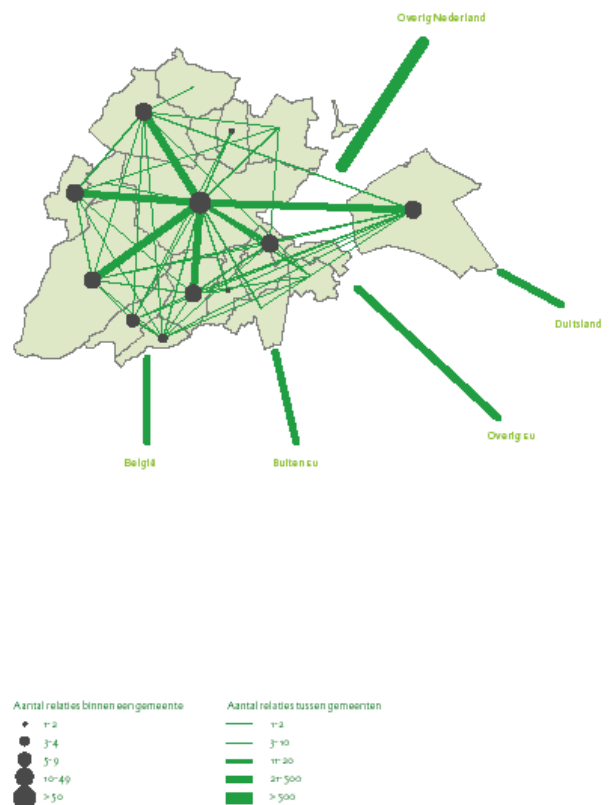 Overig Nederland
Duitsland
Overig EU
België
Buiten EU
Aantal relaties binnen een gemeente
1-2
3-4
5-9
10-49
>50
Aantal relaties tussen gemeenten
1-2
3-10
11-20
21-500
>500